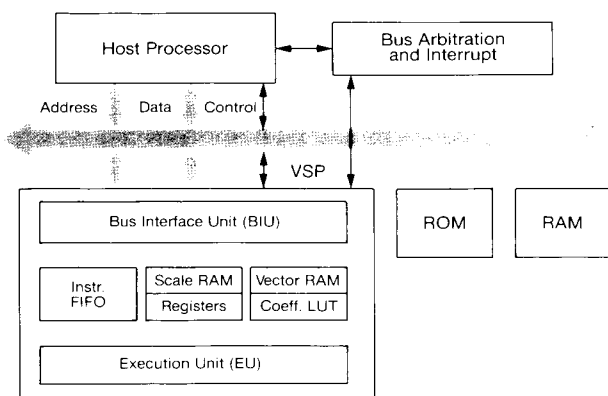 Host Processor
Bus Arbitration
and Interrupt
Address Data Control
VSP
Bus Interface Unit (BIU)
ROM
RAM
Instr.
FIFO
Scale RAM
Registers
Vector RAM
Coeff. LUT
Execution Unit (EU)